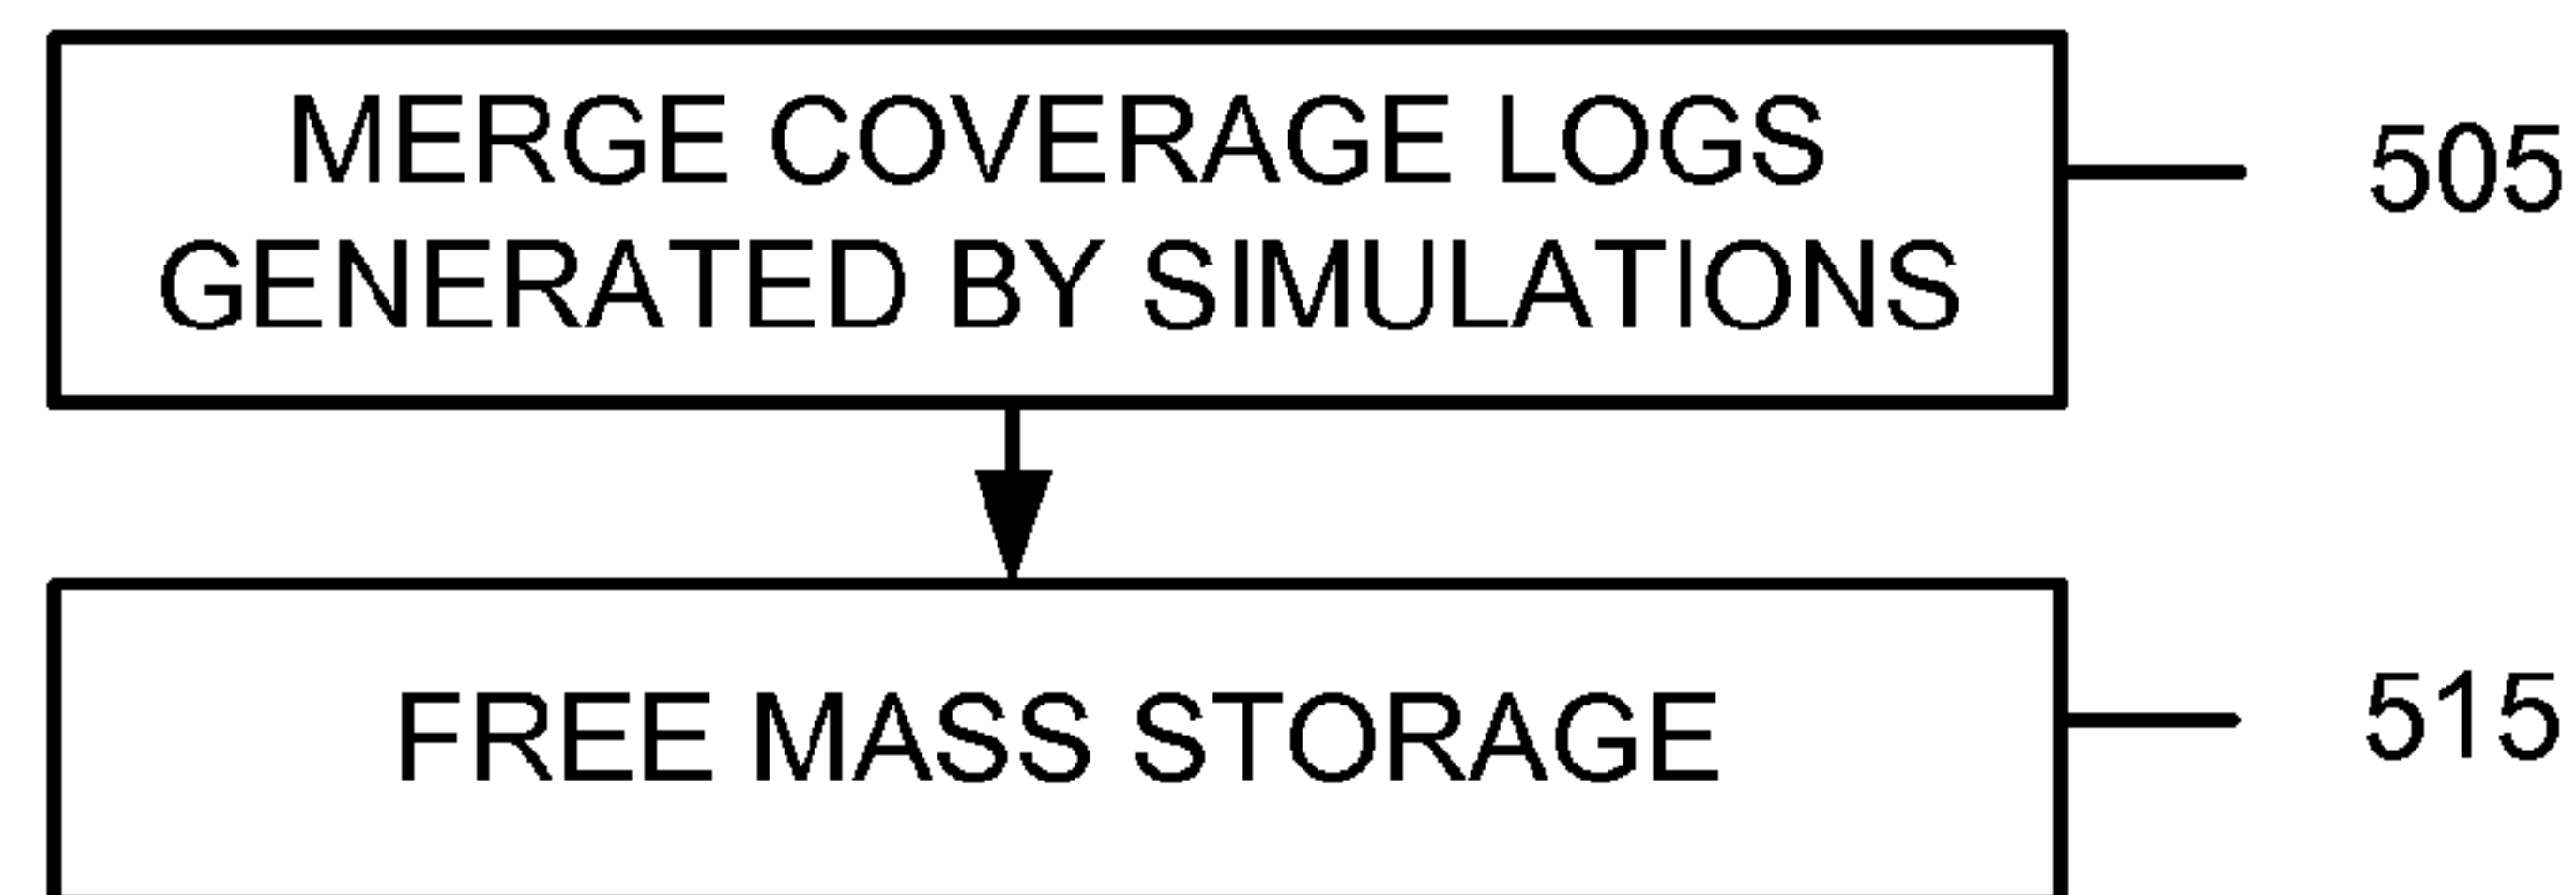 MERGE COVERAGE LOGS
GENERATED BY SIMULATIONS
505
FREE MASS STORAGE
515